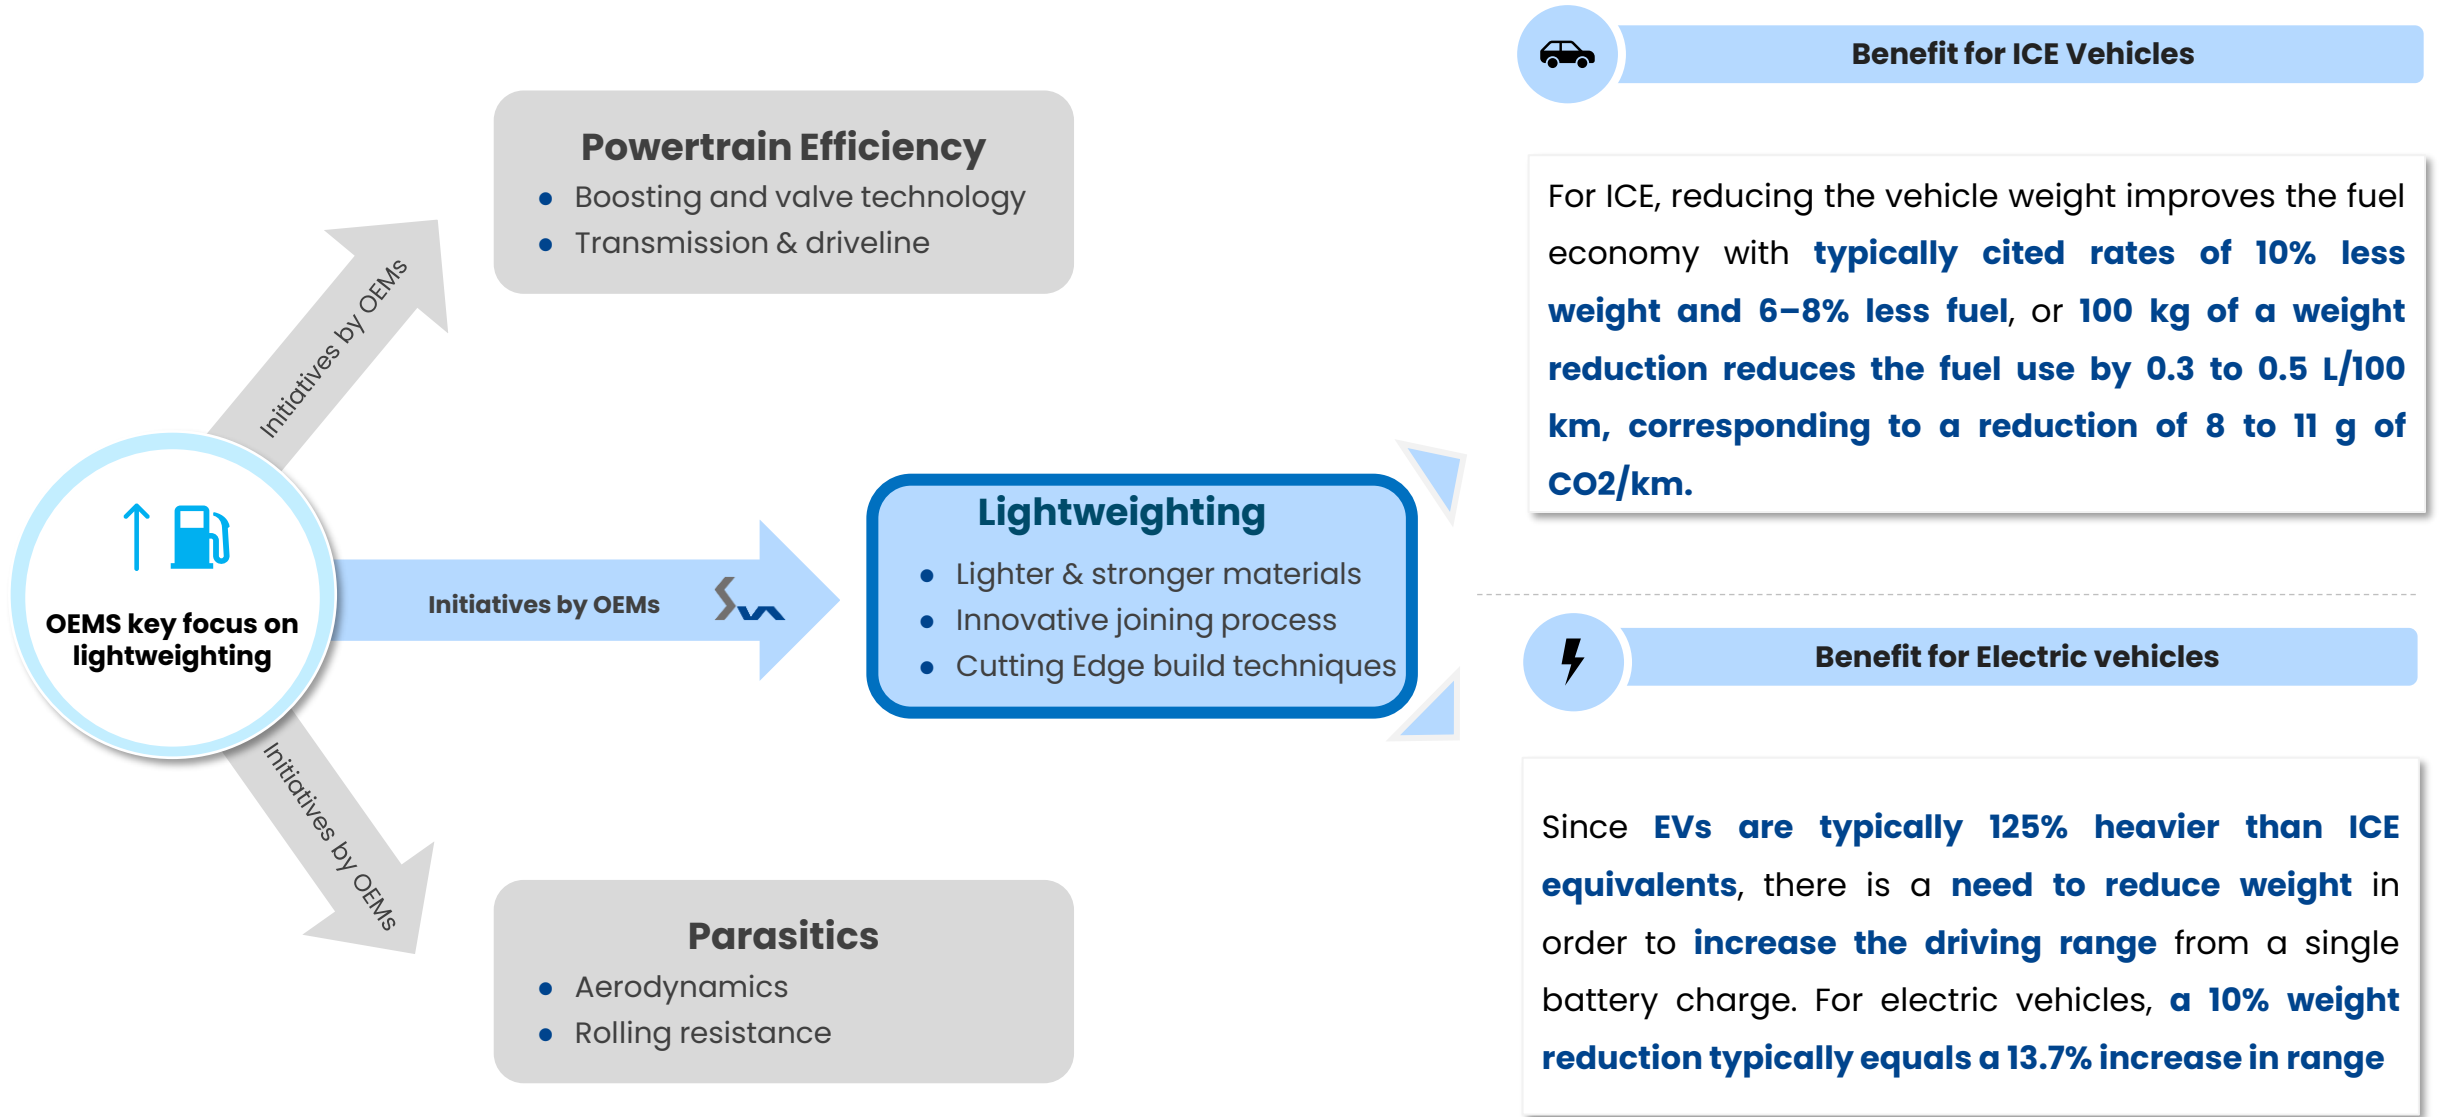 Powertrain Efficiency
Boosting and valve technology
Transmission & driveline
Initiatives by OEMs
OEMS key focus on
lightweighting
Initiatives by OEMs
Lightweighting
Lighter & stronger materials
Innovative joining process
Cutting Edge build techniques
Initiatives by OEMs
Parasitics
Aerodynamics
Rolling resistance
Benefit for ICE Vehicles
For ICE, reducing the vehicle weight improves the fuel
economy with typically cited rates of 10% less
weight and 6–8% less fuel, or 100 kg of a weight
reduction reduces the fuel use by 0.3 to 0.5 L/100
km, corresponding to a reduction of 8 to 11 g of
CO2/km.
Benefit for Electric vehicles
Since EVs are typically 125% heavier than ICE
equivalents, there is a need to reduce weight in
order to increase the driving range from a single
battery charge. For electric vehicles, a 10% weight
reduction typically equals a 13.7% increase in range